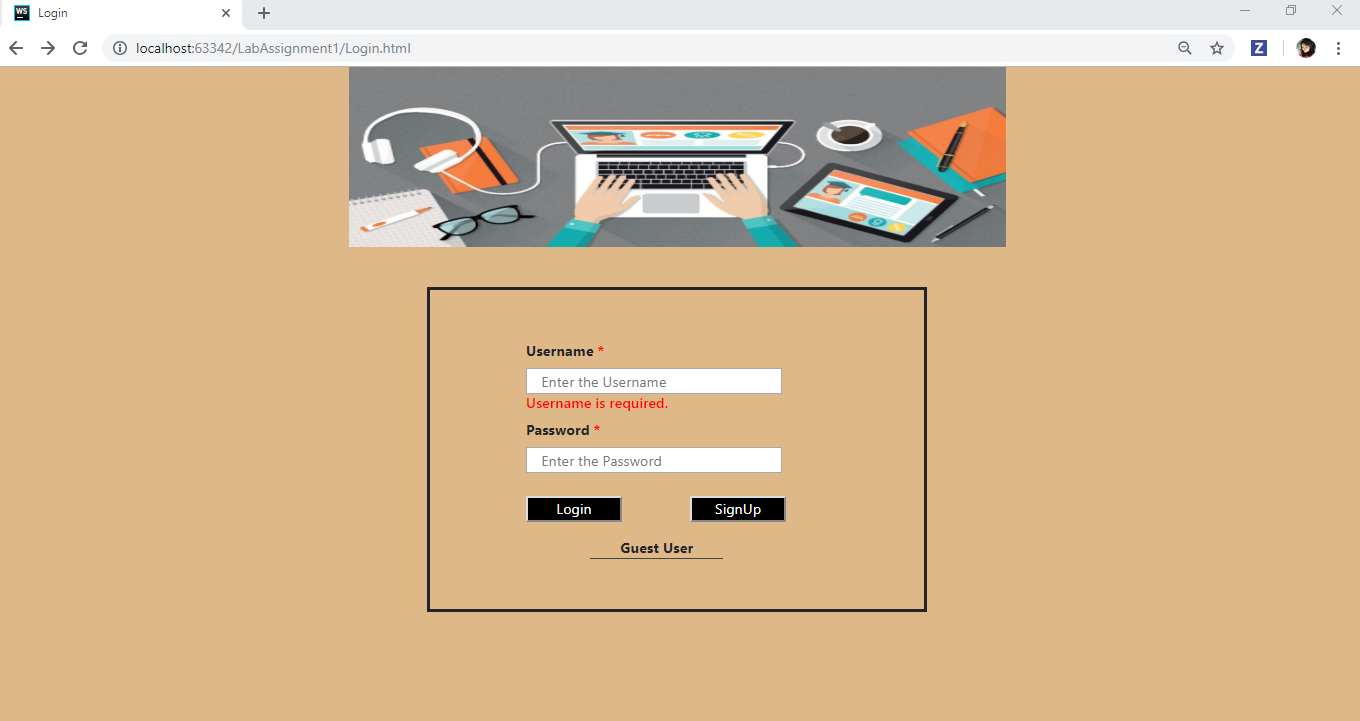 WS Login
localhost:63342/LabAssignment1/Login.html
Z
Username *
Enter the Username
Username is required.
Password *
Enter the Password
Login SignUp
Guest User